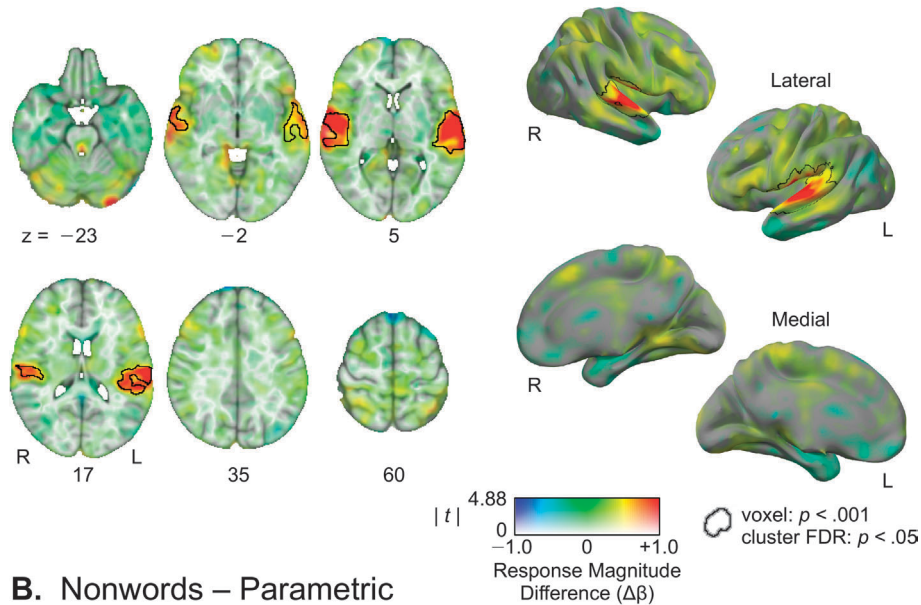 z = −23
−2
5
R
L
17
35
60
Lateral
R
L
Medial
R
L
| t |
4.88
0
−1.0
0
+1.0
Response Magnitude
Difference (Δβ)
voxel: p < .001
cluster FDR: p < .05
B. Nonwords – Parametric